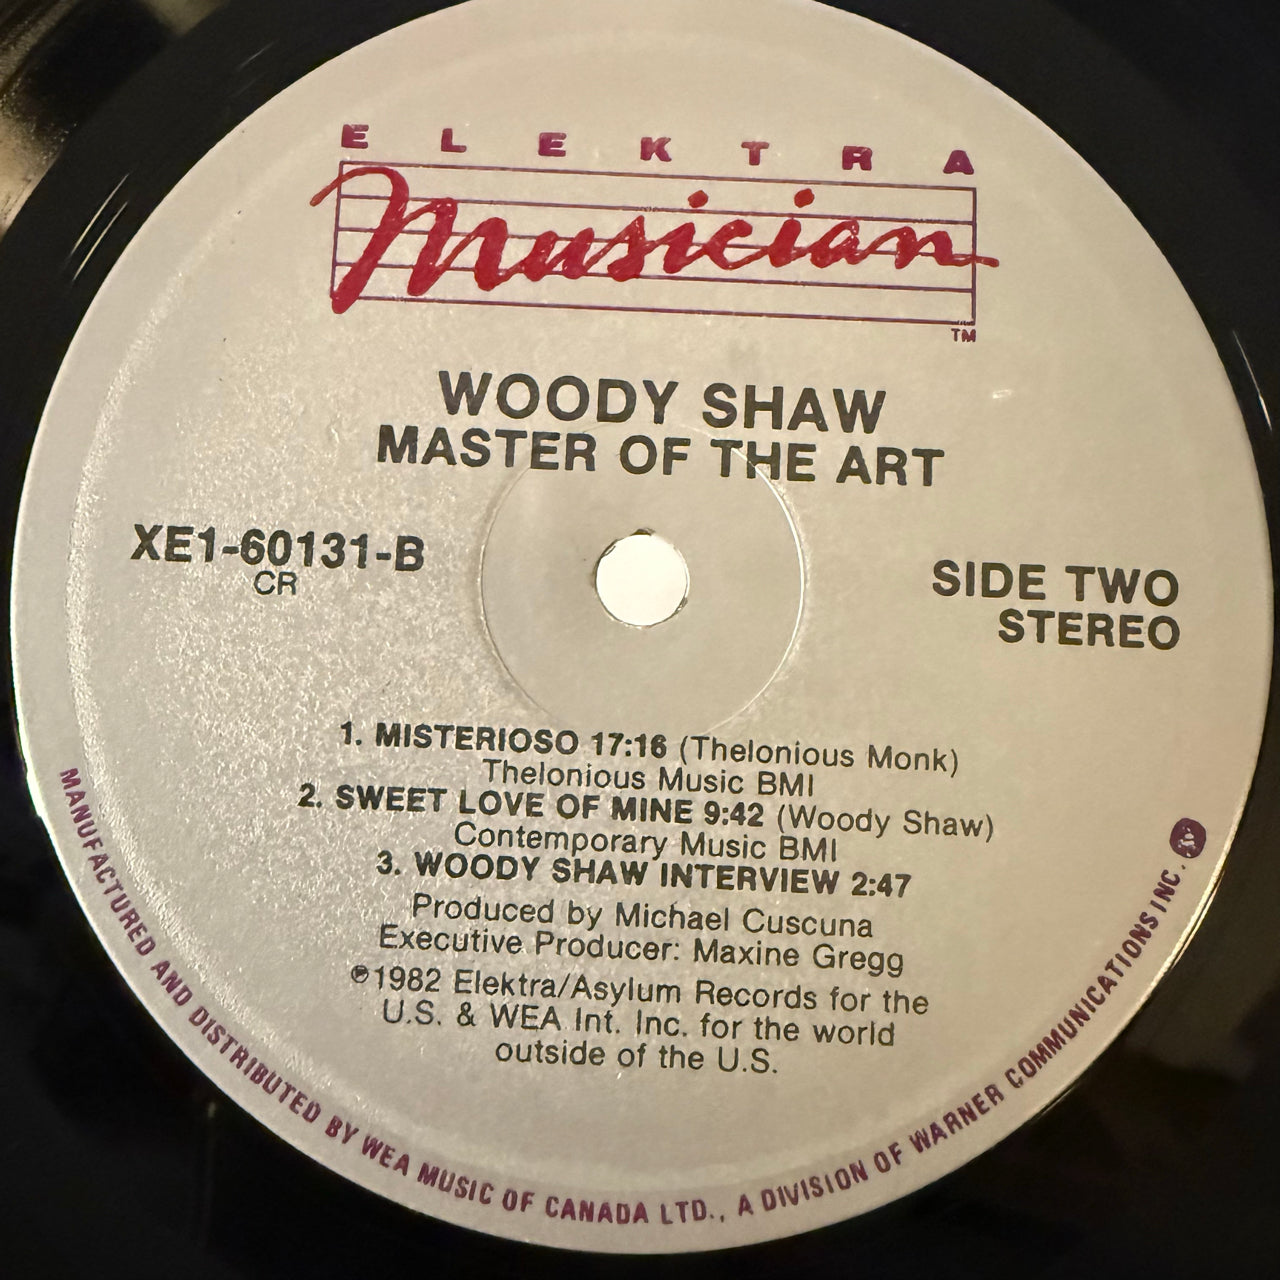 ELEKTRA
Musician
TM
WOODY SHAW
MASTER OF THE ART
XE1-60131-B
CR
SIDE TWO
STEREO
1. MISTERIOSO 17:16 (Thelonious Monk)
Thelonious Music BMI
2. SWEET LOVE OF MINE 9:42 (Woody Shaw)
Contemporary Music BMI
3. WOODY SHAW INTERVIEW 2:47
Produced by Michael Cuscuna
Executive Producer: Maxine Gregg
℗1982 Elektra/Asylum Records for the
U.S. & WEA Int. Inc. for the world
outside of the U.S.
MANUFACTURED AND DISTRIBUTED BY WEA MUSIC OF CANADA LTD., A DIVISION OF WARNER COMMUNICATIONS INC.